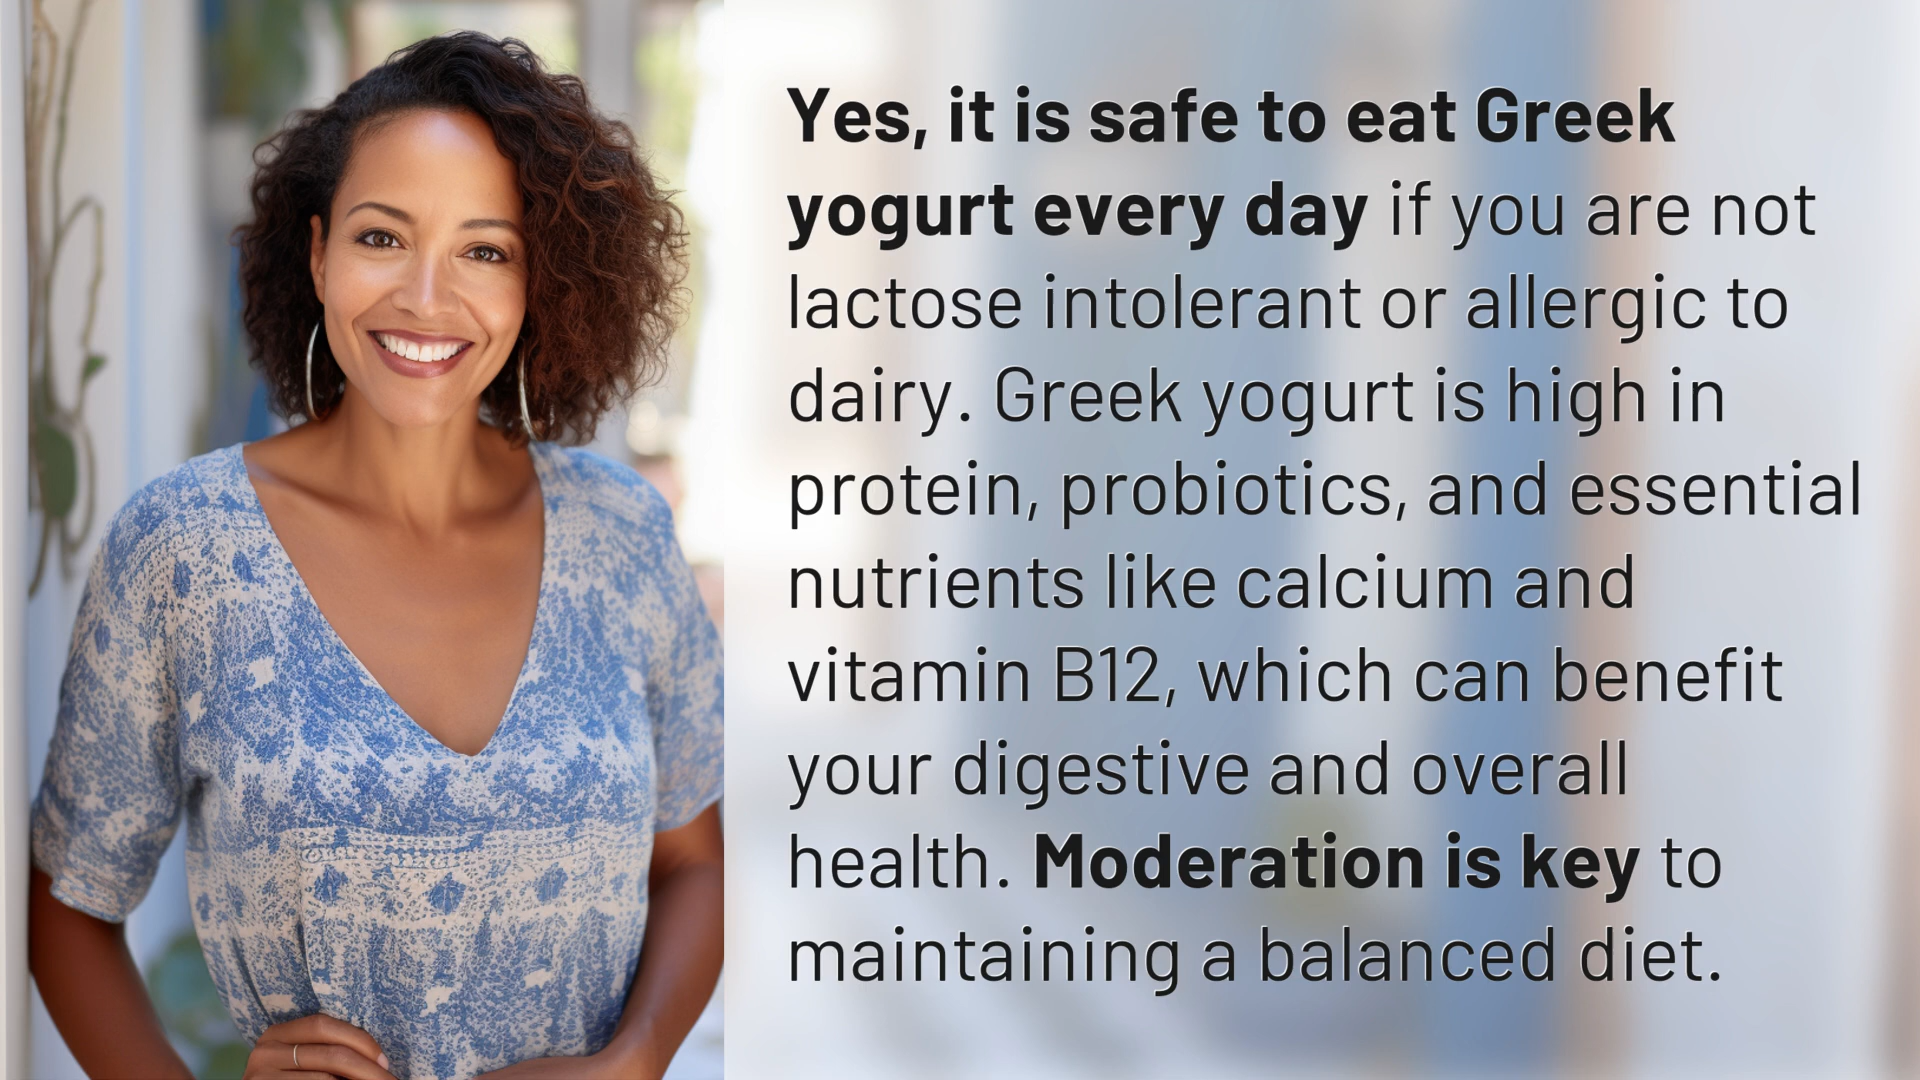 Yes, it is safe to eat Greek
yogurt every day if you are not
lactose intolerant or allergic to
dairy. Greek yogurt is high in
protein, probiotics, and essential
nutrients like calcium and
vitamin B12, which can benefit
your digestive and overall
health. Moderation is key to
maintaining a balanced diet.